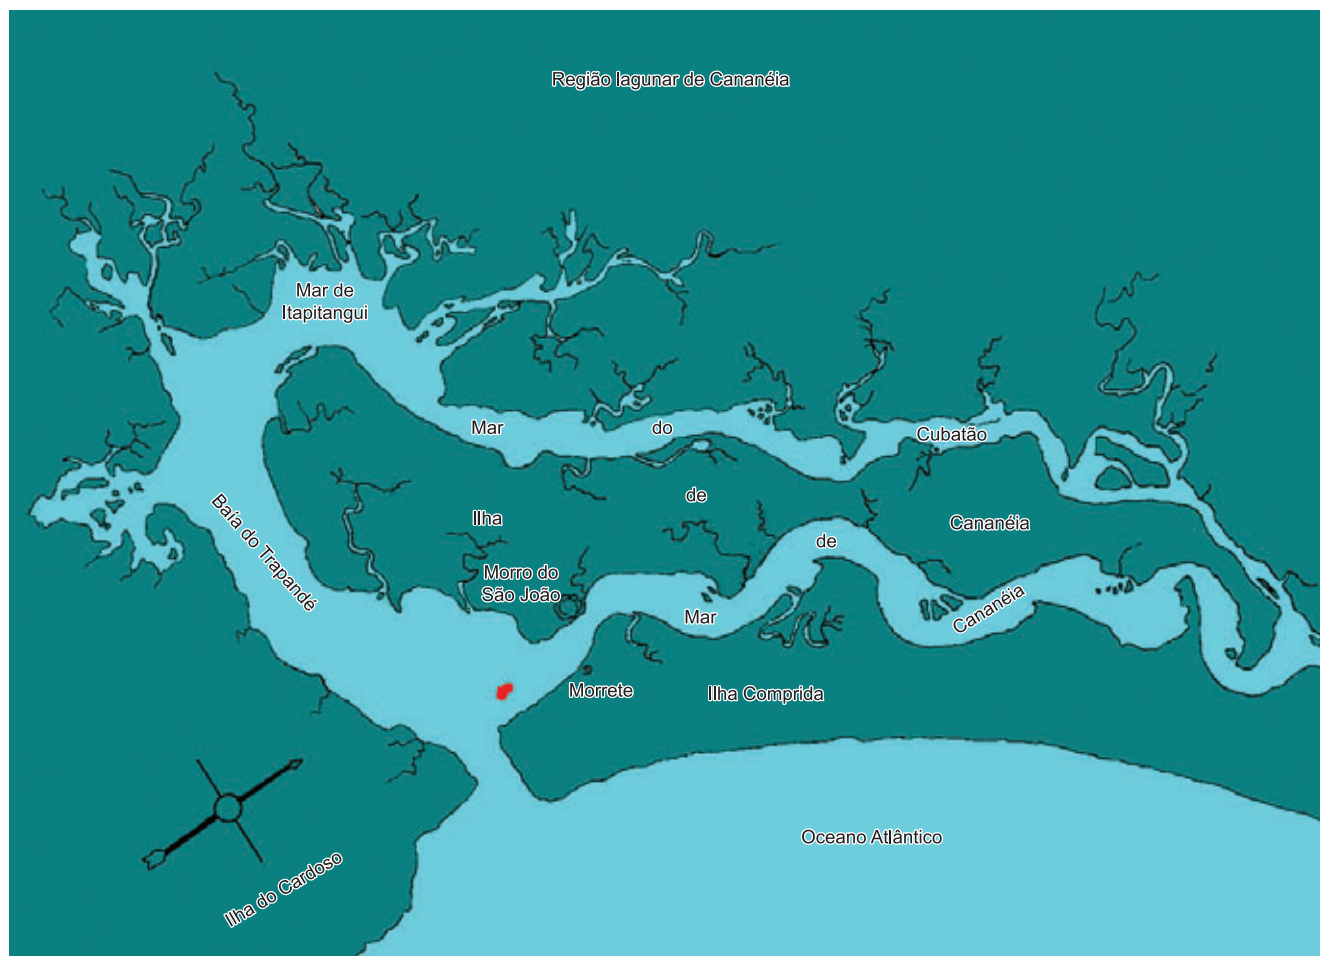 Região lagunar de Cananéia
Mar de
Itapitangui
Mar do Cubatão
Baía do Trapandé
Ilha de Cananéia
Morro do
São João
Mar de Cananéia
Morrete
Ilha Comprida
Oceano Atlântico
Ilha do Cardoso